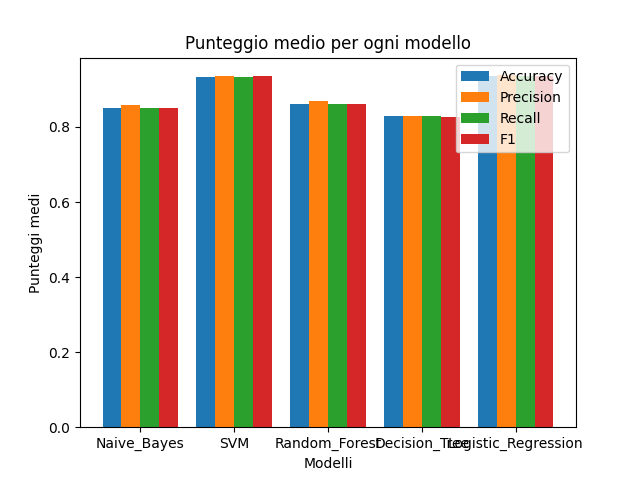 Punteggio medio per ogni modello
Accuracy
Precision
Recall
F1
0.8
0.6
0.4
0.2
0.0
Punteggi medi
Naive_Bayes SVM Random_Forest Decision_Tree Logistic_Regression
Modelli